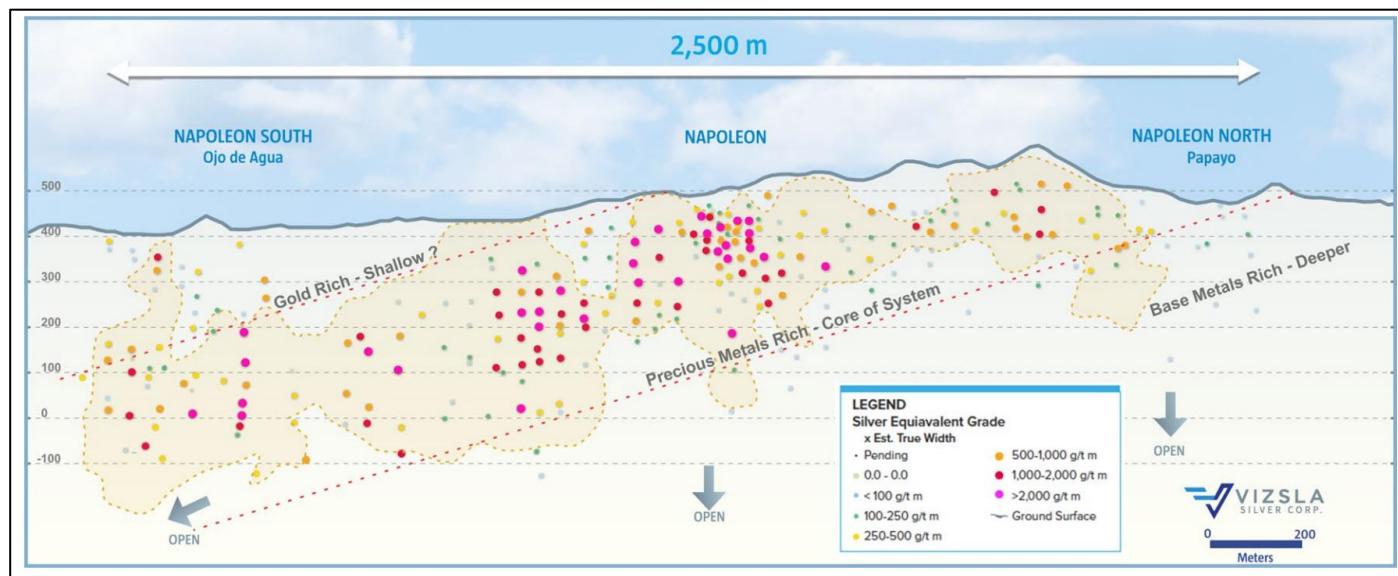 2,500 m
NAPOLEON SOUTH
Ojo de Agua
NAPOLEON
NAPOLEON NORTH
Papayo
500
400
300
200
100
0
-100
Gold Rich - Shallow ?
Precious Metals Rich - Core of System
Base Metals Rich - Deeper
OPEN
OPEN
OPEN
LEGEND
Silver Equiavalent Grade
x Est. True Width
Pending
0.0 - 0.0
< 100 g/t m
100-250 g/t m
250-500 g/t m
500-1,000 g/t m
1,000-2,000 g/t m
>2,000 g/t m
Ground Surface
VIZSLA
SILVER CORP.
0 200
Meters